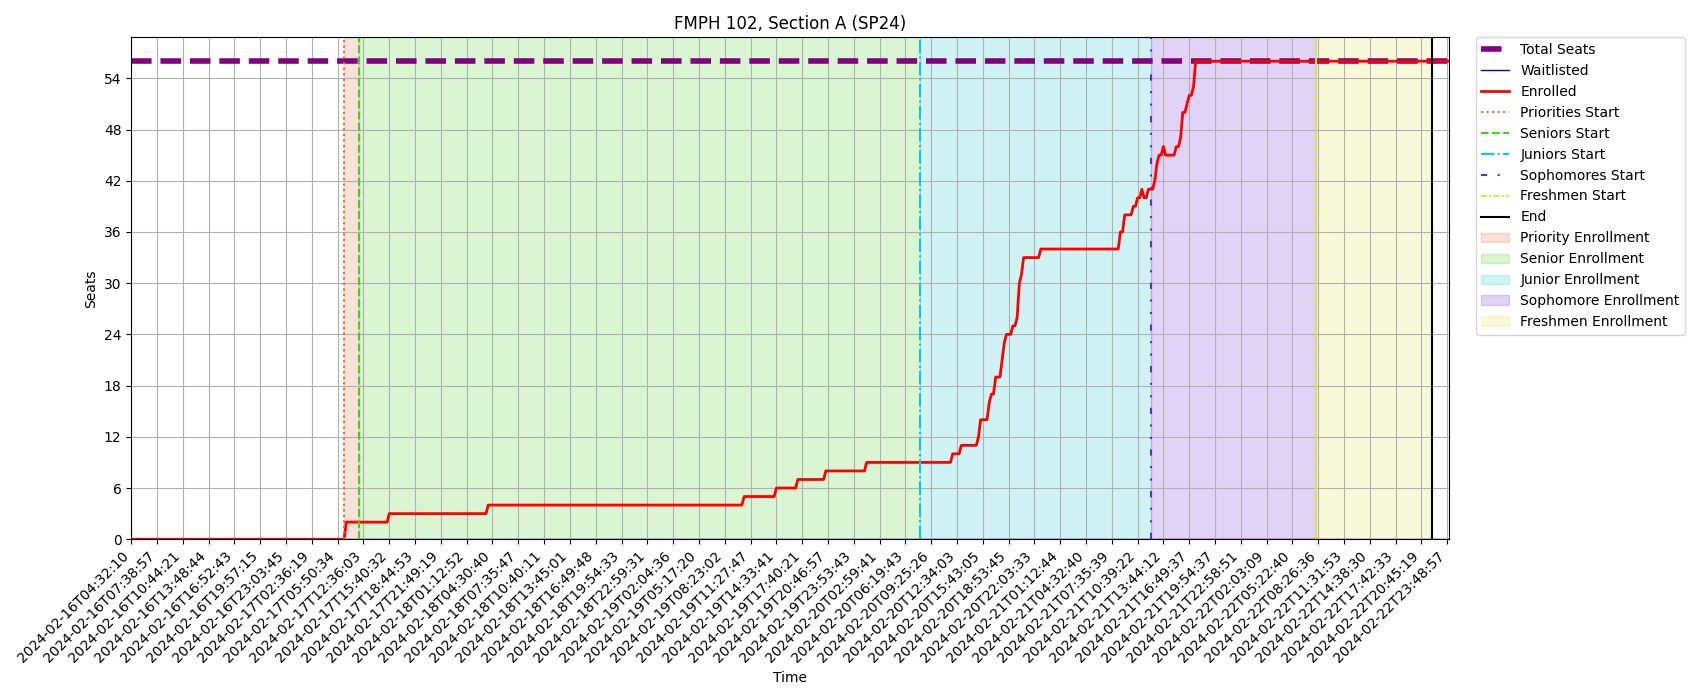 FMPH 102, Section A (SP24)
Seats
54
48
42
36
30
24
18
12
6
0
2024-02-16T04:32:10
2024-02-16T07:38:57
2024-02-16T10:44:21
2024-02-16T13:48:44
2024-02-16T16:52:43
2024-02-16T19:57:15
2024-02-16T23:03:45
2024-02-17T02:36:19
2024-02-17T05:50:34
2024-02-17T12:36:03
2024-02-17T15:40:32
2024-02-17T18:44:53
2024-02-17T21:49:19
2024-02-18T01:12:52
2024-02-18T04:30:40
2024-02-18T07:35:47
2024-02-18T10:40:11
2024-02-18T13:45:01
2024-02-18T16:49:48
2024-02-18T19:54:33
2024-02-18T22:59:31
2024-02-19T02:04:36
2024-02-19T05:17:20
2024-02-19T08:23:02
2024-02-19T11:27:47
2024-02-19T14:33:41
2024-02-19T17:40:21
2024-02-19T20:46:57
2024-02-19T23:53:43
2024-02-20T02:59:41
2024-02-20T06:19:43
2024-02-20T09:25:26
2024-02-20T12:34:03
2024-02-20T15:43:05
2024-02-20T18:53:45
2024-02-20T22:03:33
2024-02-21T01:12:44
2024-02-21T04:32:40
2024-02-21T07:35:39
2024-02-21T10:39:22
2024-02-21T13:44:12
2024-02-21T16:49:37
2024-02-21T19:54:37
2024-02-21T22:58:51
2024-02-22T02:03:09
2024-02-22T05:22:40
2024-02-22T08:26:36
2024-02-22T11:31:53
2024-02-22T14:38:30
2024-02-22T17:42:33
2024-02-22T20:45:19
2024-02-22T23:48:57
Time
Total Seats
Waitlisted
Enrolled
Priorities Start
Seniors Start
Juniors Start
Sophomores Start
Freshmen Start
End
Priority Enrollment
Senior Enrollment
Junior Enrollment
Sophomore Enrollment
Freshmen Enrollment